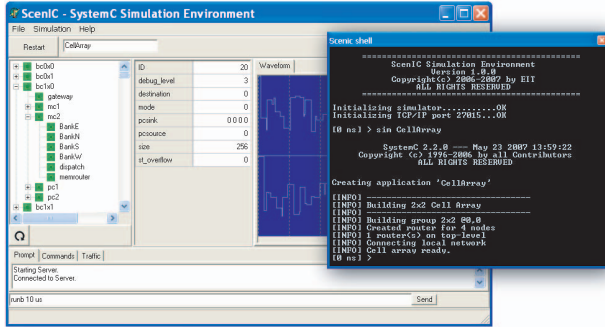 ScenIC - SystemC Simulation Environment
File Simulation Help
Restart CellArray
bc0x0
bc0x1
bc1x0
gateway
mc1
mc2
BankE
BankN
BankS
BankW
dispatch
memrouter
pc1
pc2
bc1x1
ID 20
debug_level 3
destination 0
mode 0
pcsink 0 0 0 0
pcsource 0
size 256
st_overflow 0
Waveform
Prompt Commands Traffic
Starting Server.
Connected to Server.
runb 10 us
Send
Scenic shell
==========================================
ScenIC Simulation Environment
Version 1.0.0
Copyright(c) 2006-2007 by EIT
ALL RIGHTS RESERVED
==========================================
Initializing simulator..........OK
Initializing TCP/IP port 27015...OK
[0 ns] > sim CellArray
SystemC 2.2.0 --- May 23 2007 13:59:22
Copyright (c) 1996-2006 by all Contributors
ALL RIGHTS RESERVED
Creating application 'CellArray'
[INFO] -------------------------------
[INFO] Building 2x2 Cell Array
[INFO] -------------------------------
[INFO] Building group 2x2 @0,0
[INFO] Created router for 4 nodes
[INFO] 1 router(s) on top-level
[INFO] Connecting local network
[INFO] Cell array ready.
[0 ns] >